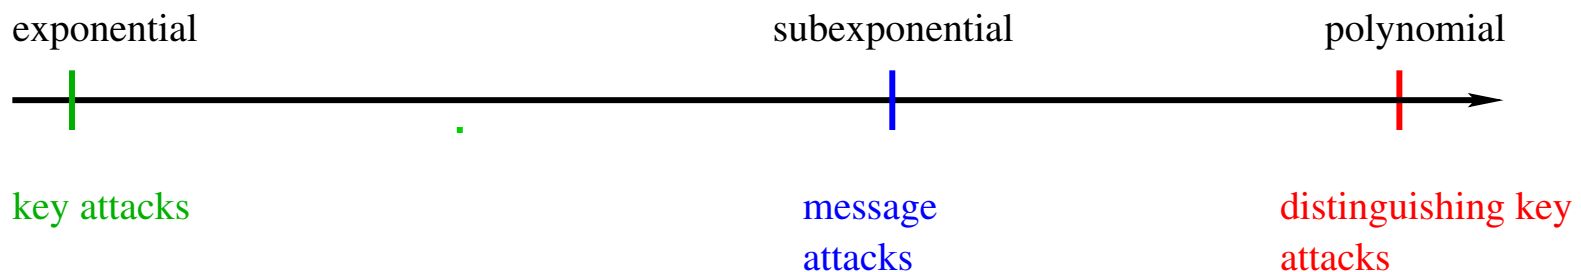 exponential
subexponential
polynomial
key attacks
message
attacks
distinguishing key
attacks